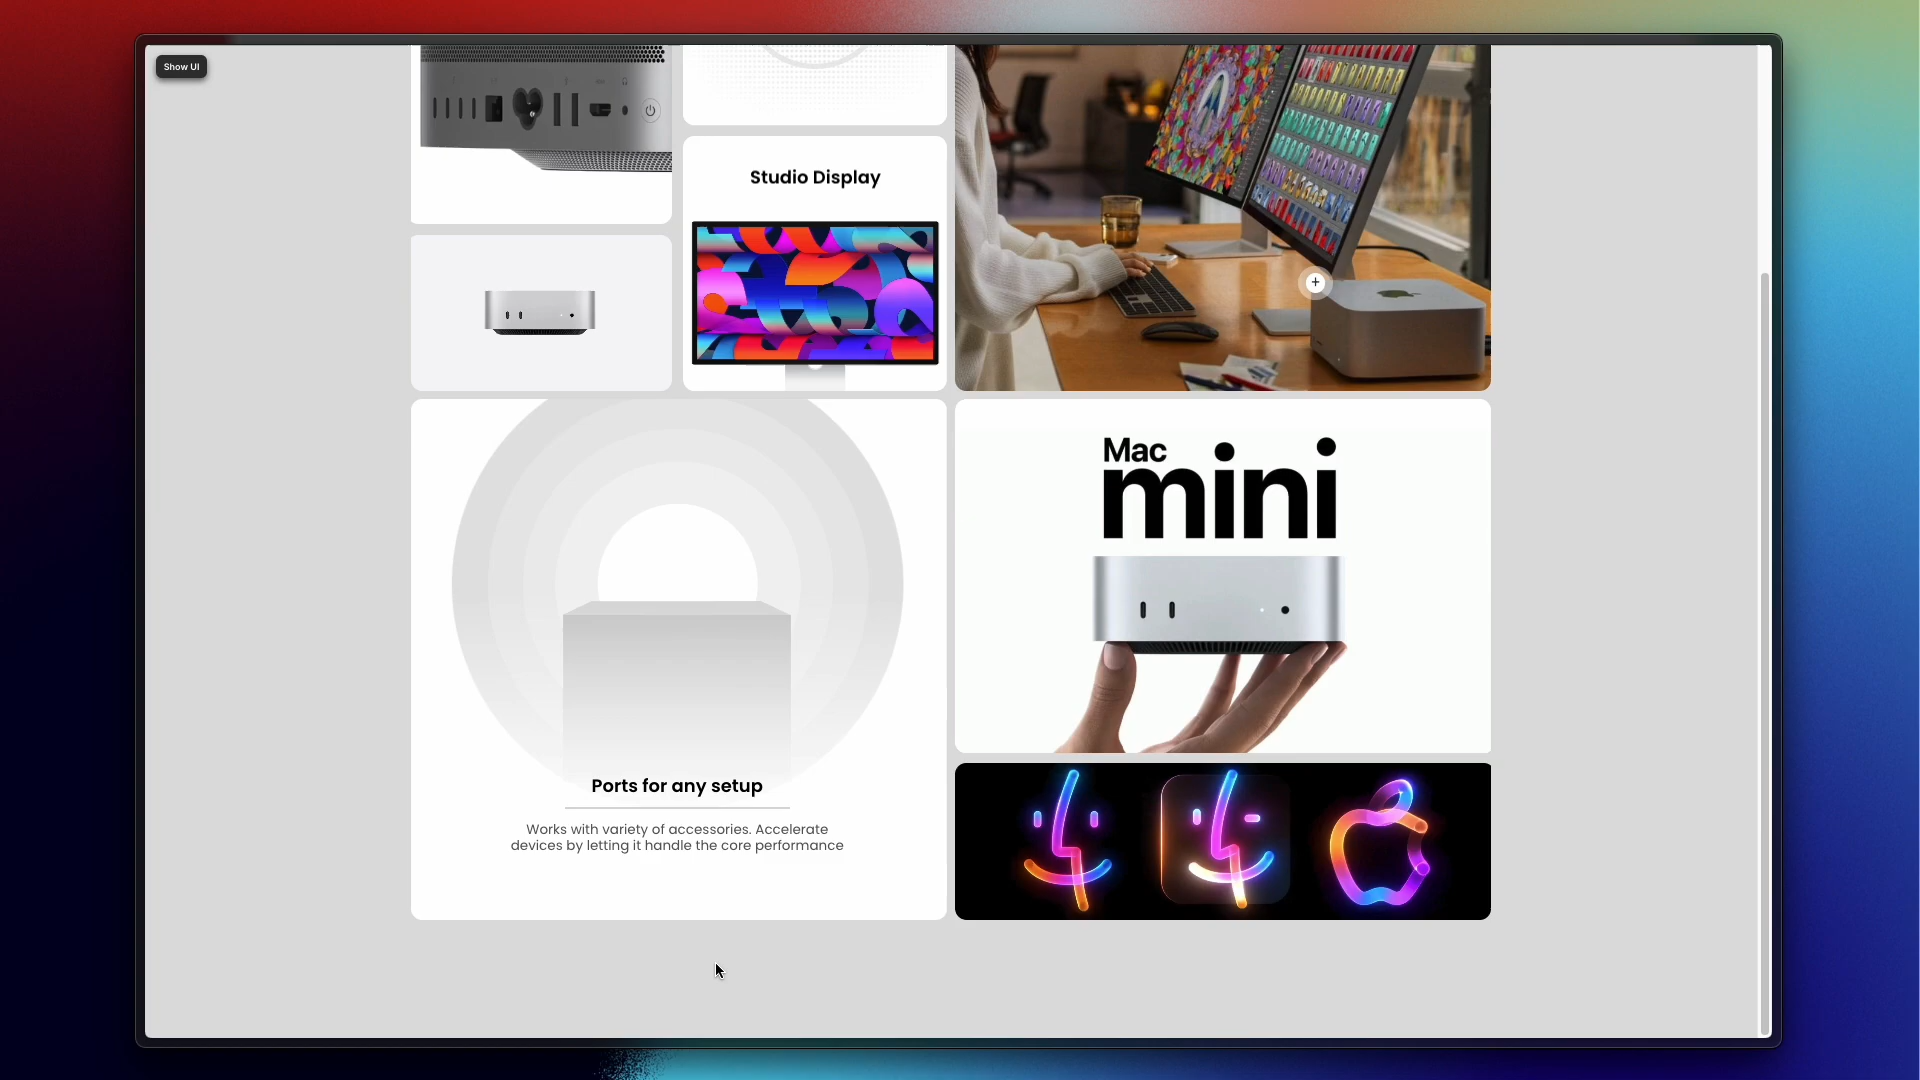 Show UI
Studio Display
+
Mac
mini
Ports for any setup
Works with variety of accessories. Accelerate
devices by letting it handle the core performance